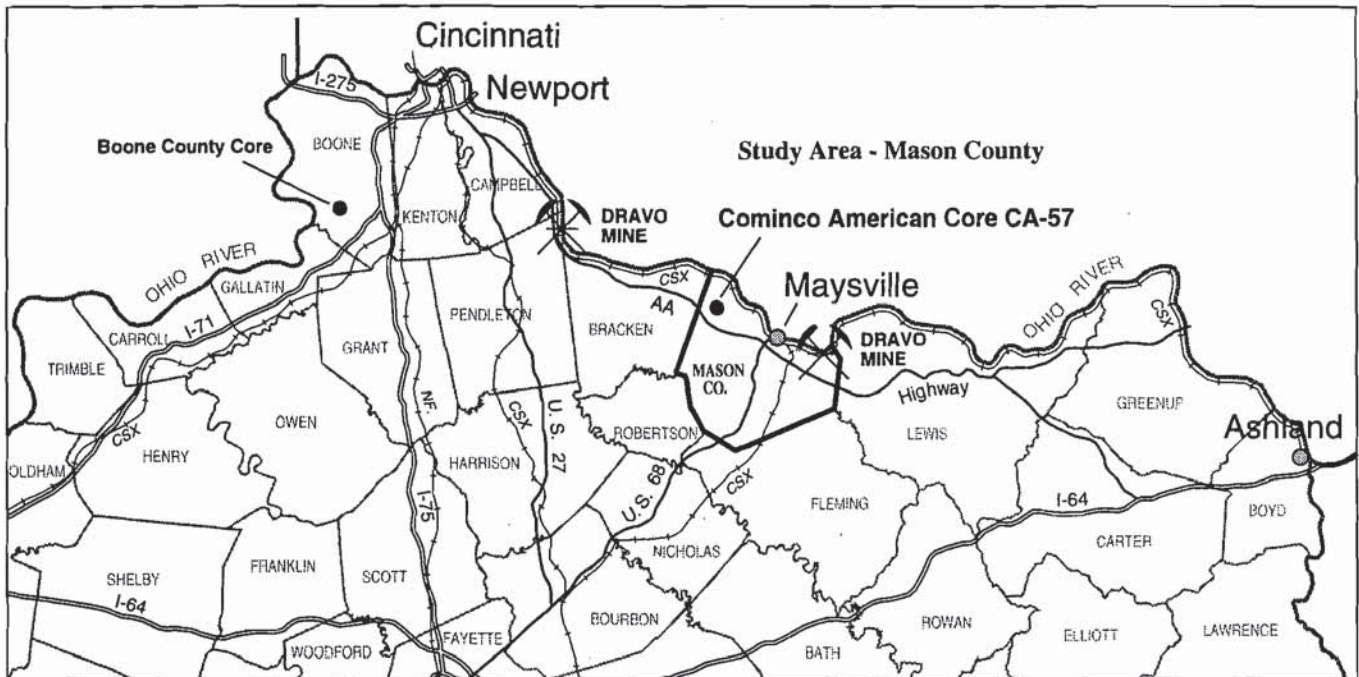 Cincinnati
I-275
Newport
BOONE
Boone County Core
Study Area - Mason County
CAMPBELL
KENTON
DRAVO
MINE
Cominco American Core CA-57
OHIO RIVER
CSX
GALLATIN
AA
Maysville
OHIO RIVER
CSX
PENDLETON
I-71
CARROLL
BRACKEN
DRAVO
MINE
TRIMBLE
GRANT
MASON
CO.
Highway
GREENUP
NF.
CSX
U.S. 27
OWEN
ROBERTSON
LEWIS
Ashland
CSX
OLDHAM
HENRY
HARRISON
U.S. 68
CSX
I-64
I-75
FLEMING
BOYD
NICHOLAS
CARTER
FRANKLIN
SHELBY
SCOTT
I-64
BOURBON
ROWAN
FAYETTE
ELLIOTT
LAWRENCE
WOODFORD
BATH